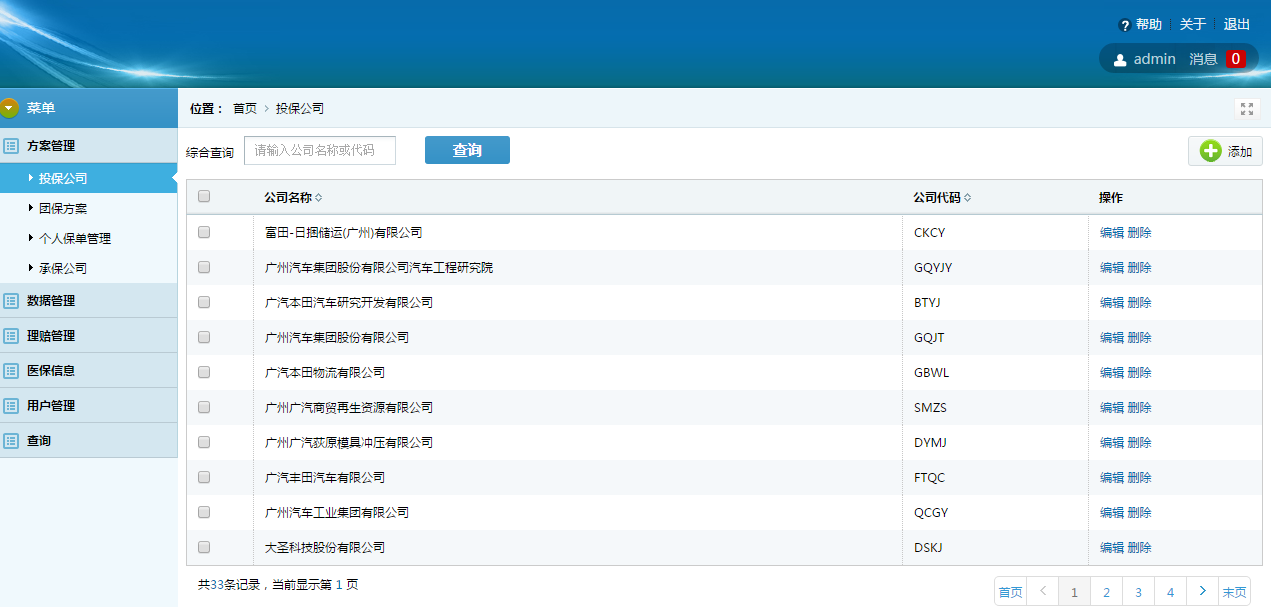 ? 帮助 关于 退出
admin 消息 0
菜单
方案管理
投保公司
团保方案
个人保单管理
承保公司
数据管理
理赔管理
医保信息
用户管理
查询
位置： 首页 > 投保公司
综合查询 请输入公司名称或代码 查询 添加
公司名称 公司代码 操作
富田-日捆储运(广州)有限公司 CKCY 编辑 删除
广州汽车集团股份有限公司汽车工程研究院 GQYJY 编辑 删除
广汽本田汽车研究开发有限公司 BTYJ 编辑 删除
广州汽车集团股份有限公司 GQJT 编辑 删除
广汽本田物流有限公司 GBWL 编辑 删除
广州广汽商贸再生资源有限公司 SMZS 编辑 删除
广州广汽荻原模具冲压有限公司 DYMJ 编辑 删除
广汽丰田汽车有限公司 FTQC 编辑 删除
广州汽车工业集团有限公司 QCGY 编辑 删除
大圣科技股份有限公司 DSKJ 编辑 删除
共33条记录，当前显示第 1 页
首页 < 1 2 3 4 > 末页